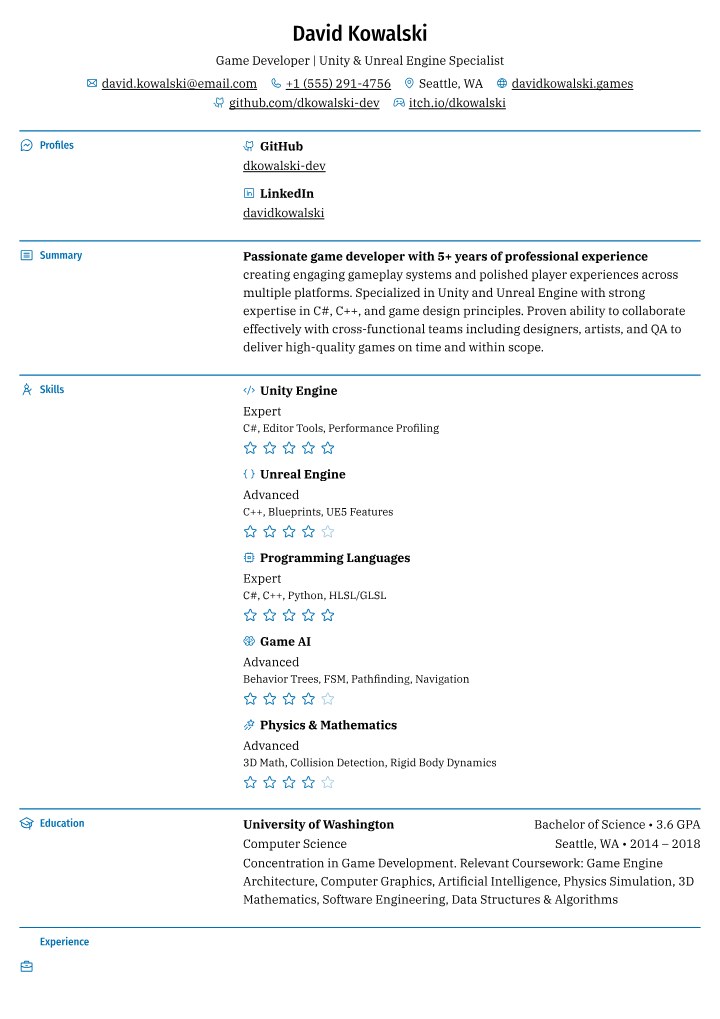 David Kowalski
Game Developer | Unity & Unreal Engine Specialist
david.kowalski@email.com +1 (555) 291-4756 Seattle, WA davidkowalski.games
github.com/dkowalski-dev itch.io/dkowalski
Profiles
GitHub
dkowalski-dev
LinkedIn
davidkowalski
Summary
Passionate game developer with 5+ years of professional experience
creating engaging gameplay systems and polished player experiences across
multiple platforms. Specialized in Unity and Unreal Engine with strong
expertise in C#, C++, and game design principles. Proven ability to collaborate
effectively with cross-functional teams including designers, artists, and QA to
deliver high-quality games on time and within scope.
Skills
Unity Engine
Expert
C#, Editor Tools, Performance Profiling
Unreal Engine
Advanced
C++, Blueprints, UE5 Features
Programming Languages
Expert
C#, C++, Python, HLSL/GLSL
Game AI
Advanced
Behavior Trees, FSM, Pathfinding, Navigation
Physics & Mathematics
Advanced
3D Math, Collision Detection, Rigid Body Dynamics
Education
University of Washington Bachelor of Science • 3.6 GPA
Computer Science Seattle, WA • 2014 – 2018
Concentration in Game Development. Relevant Coursework: Game Engine
Architecture, Computer Graphics, Artificial Intelligence, Physics Simulation, 3D
Mathematics, Software Engineering, Data Structures & Algorithms
Experience